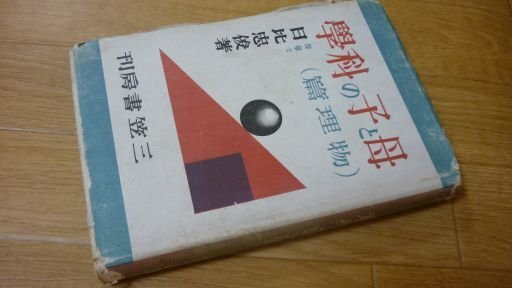 母と子の科學
(物理篇)
日比忠俊著
三笠書房刊